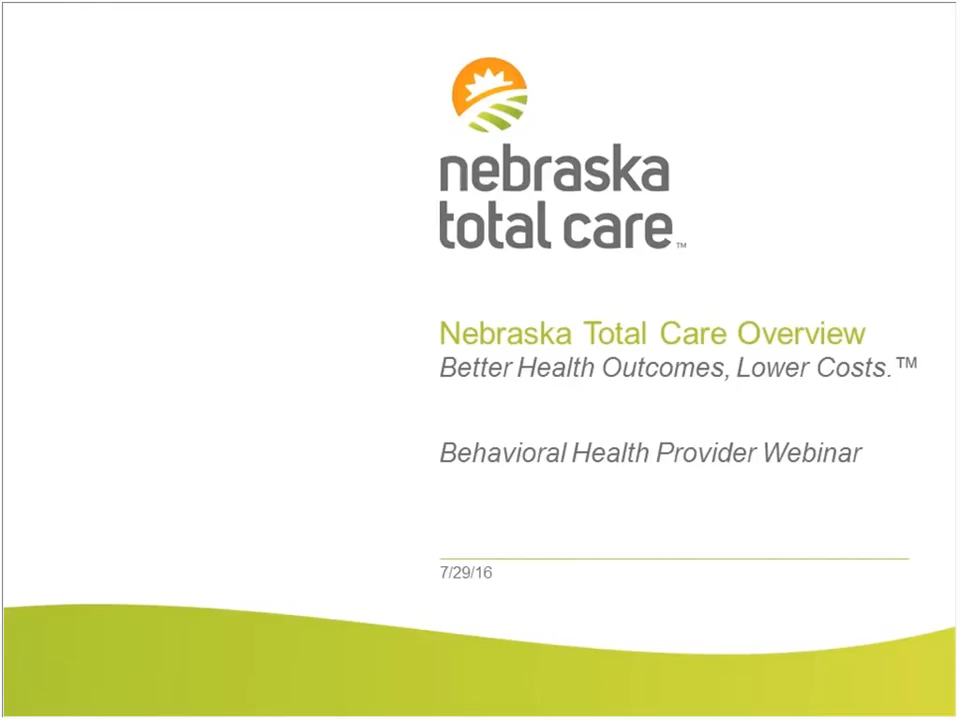 nebraska
total care™
Nebraska Total Care Overview
Better Health Outcomes, Lower Costs.™
Behavioral Health Provider Webinar
7/29/16